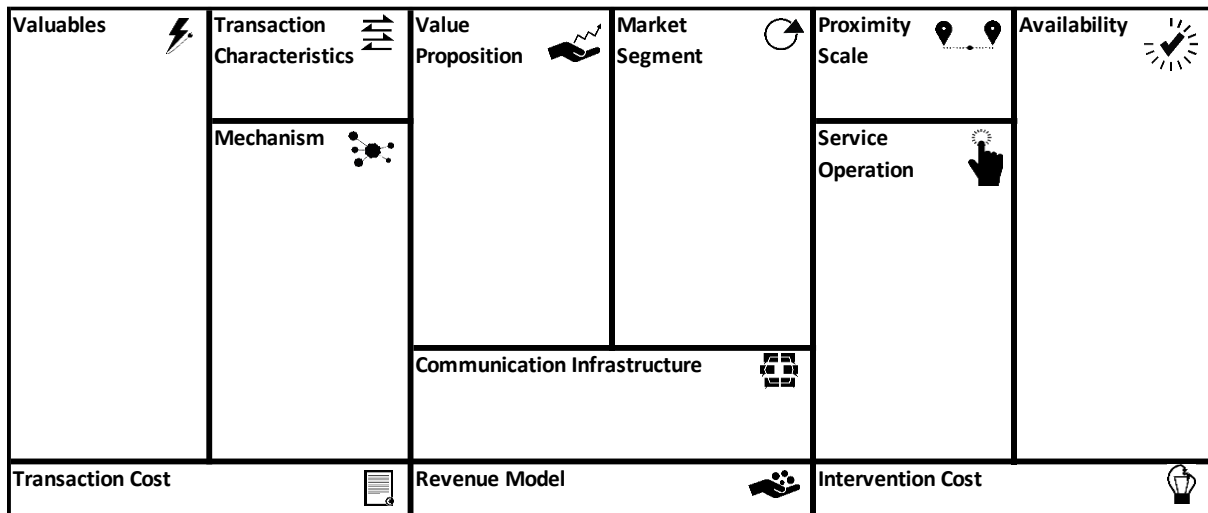 Valuables
Transaction
Characteristics
Value
Proposition
Market
Segment
Proximity
Scale
Availability
Mechanism
Service
Operation
Communication Infrastructure
Transaction Cost
Revenue Model
Intervention Cost